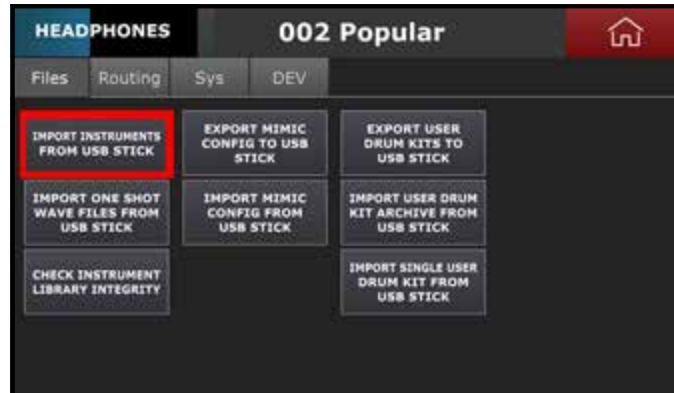 HEADPHONES
002 Popular
Files Routing Sys DEV
IMPORT INSTRUMENTS
FROM USB STICK
EXPORT MIMIC
CONFIG TO USB
STICK
EXPORT USER
DRUM KITS TO
USB STICK
IMPORT ONE SHOT
WAVE FILES FROM
USB STICK
IMPORT MIMIC
CONFIG FROM
USB STICK
IMPORT USER DRUM
KIT ARCHIVE FROM
USB STICK
CHECK INSTRUMENT
LIBRARY INTEGRITY
IMPORT SINGLE USER
DRUM KIT FROM
USB STICK